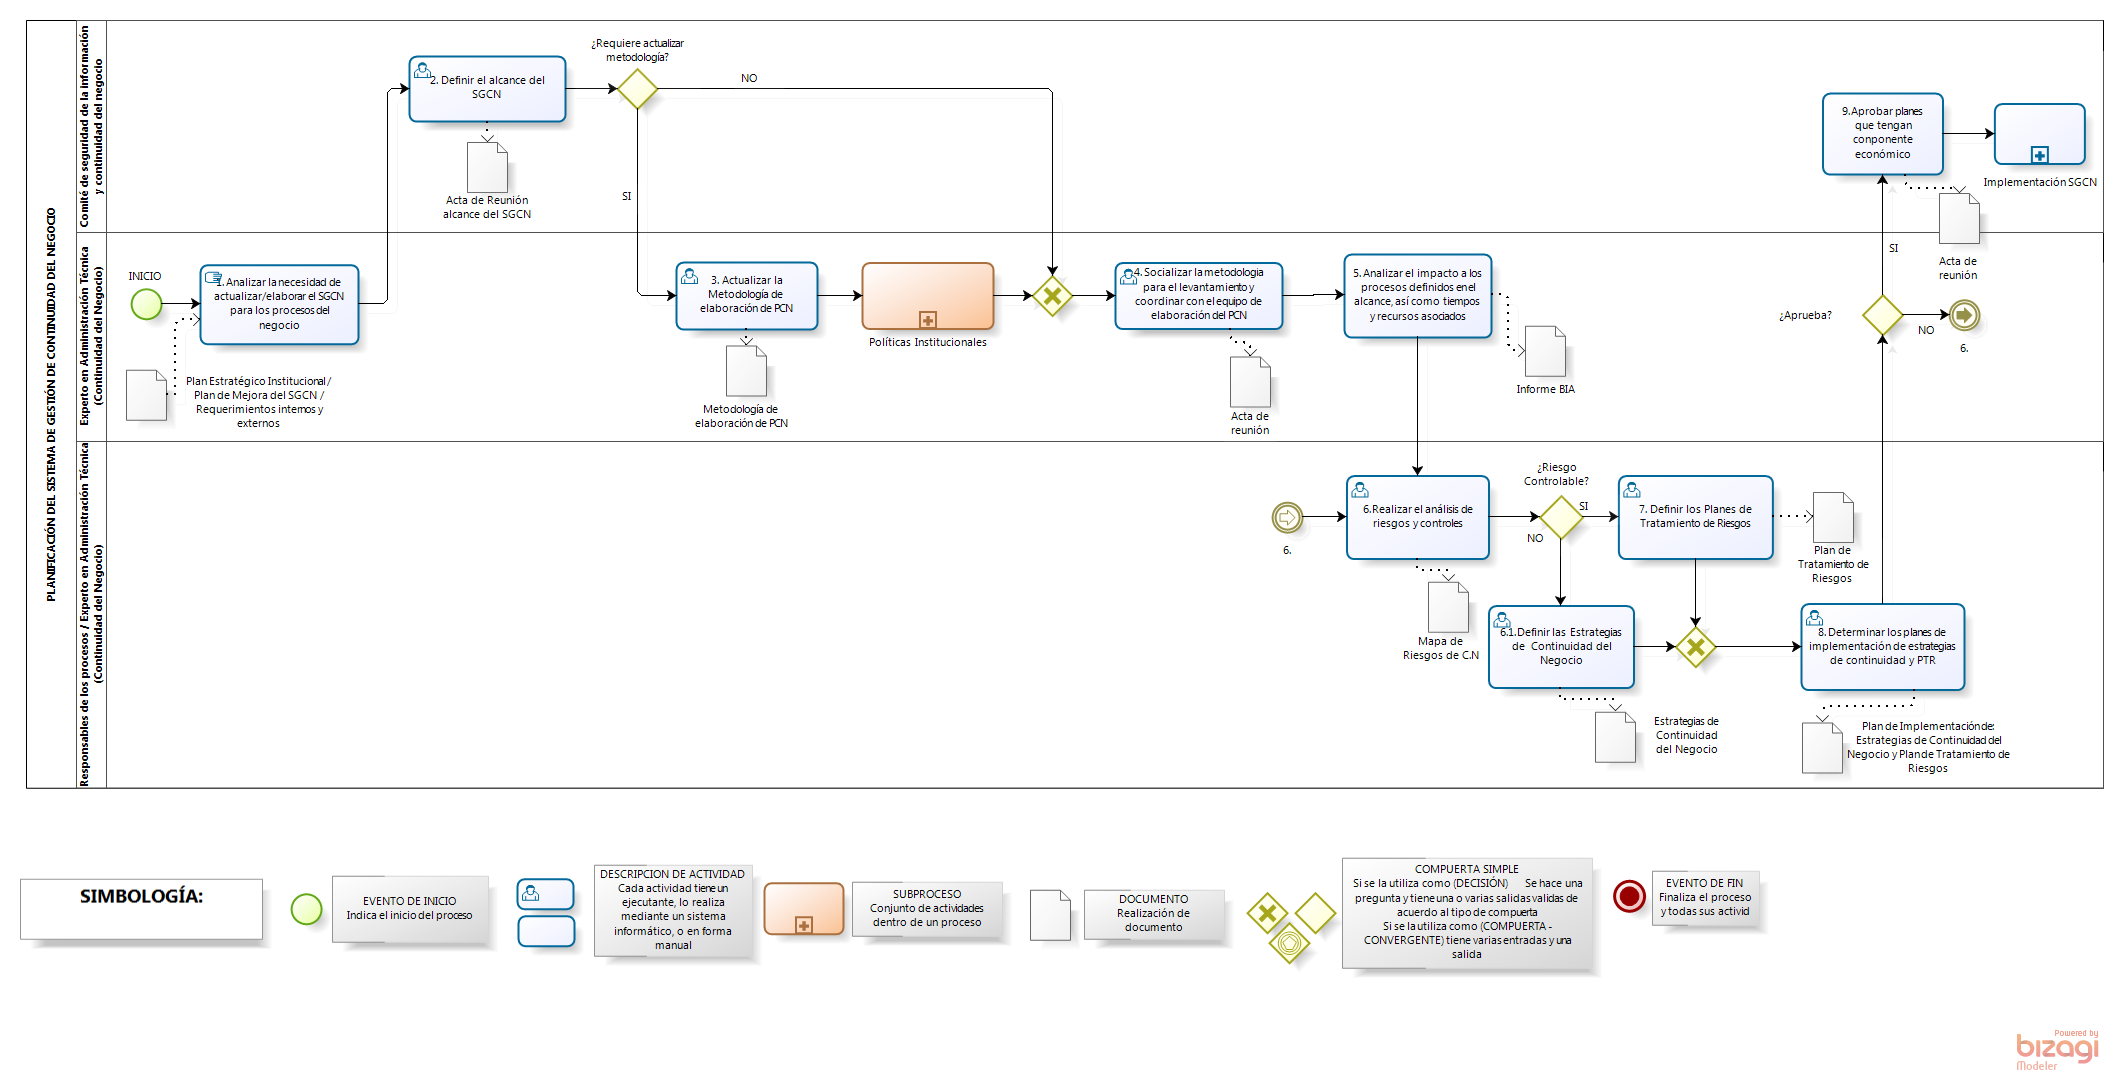 PLANIFICACIÓN DEL SISTEMA DE GESTIÓN DE CONTINUIDAD DEL NEGOCIO
Comité de seguridad de la información
y continuidad del negocio
2. Definir el alcance del
SGCN
Acta de Reunión
alcance del SGCN
¿Requiere actualizar
metodología?
NO
SI
9.Aprobar planes
que tengan
conponente
económico
Implementación SGCN
Acta de
reunión
Experto en Administración Técnica
(Continuidad del Negocio)
INICIO
1. Analizar la necesidad de
actualizar/elaborar el SGCN
para los procesos del
negocio
Plan Estratégico Institucional/
Plan de Mejora del SGCN /
Requerimientos internos y
externos
3. Actualizar la
Metodología de
elaboración de PCN
Metodología de
elaboración de PCN
Políticas Institucionales
4. Socializar la metodologia
para el levantamiento y
coordinar con el equipo de
elaboración del PCN
Acta de
reunión
5. Analizar el impacto a los
procesos definidos en el
alcance, así como tiempos
y recursos asociados
Informe BIA
SI
¿Aprueba?
NO
6.
Responsables de los procesos / Experto en Administración Técnica
(Continuidad del Negocio)
6.
6.Realizar el análisis de
riesgos y controles
Mapa de
Riesgos de C.N
¿Riesgo
Controlable?
SI
NO
7. Definir los Planes de
Tratamiento de Riesgos
Plan de
Tratamiento de
Riesgos
6.1.Definir las Estrategias
de Continuidad del
Negocio
Estrategias de
Continuidad
del Negocio
8. Determinar los planes de
implementación de estrategias
de continuidad y PTR
Plan de Implementación de:
Estrategias de Continuidad del
Negocio y Plan de Tratamiento de
Riesgos
SIMBOLOGÍA:
EVENTO DE INICIO
Indica el inicio del proceso
DESCRIPCION DE ACTIVIDAD
Cada actividad tiene un
ejecutante, lo realiza
mediante un sistema
informático, o en forma
manual
SUBPROCESO
Conjunto de actividades
dentro de un proceso
DOCUMENTO
Realización de
documento
COMPUERTA SIMPLE
Si se la utiliza como (DECISIÓN) Se hace una
pregunta y tiene una o varias salidas validas de
acuerdo al tipo de compuerta
Si se la utiliza como (COMPUERTA -
CONVERGENTE) tiene varias entradas y una
salida
EVENTO DE FIN
Finaliza el proceso
y todas sus activid
Powered by
bizagi
Modeler